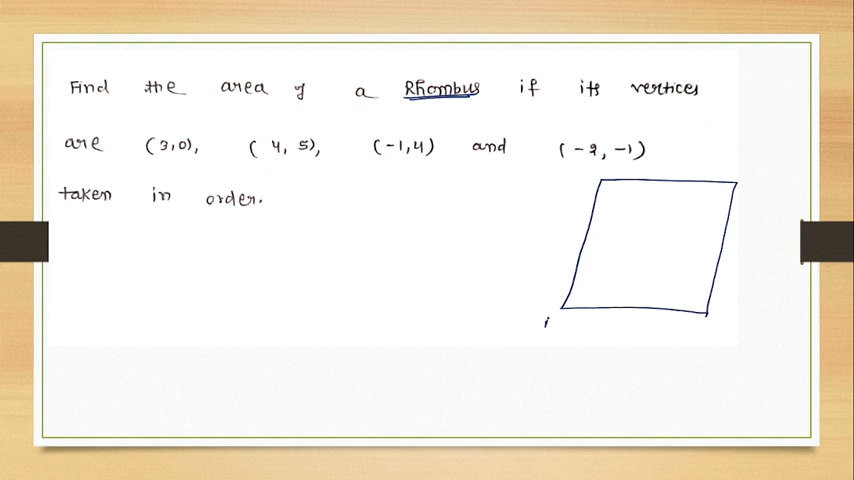 Find the area of a Rhombus if its vertices
are (3,0), (4,5), (-1,4) and (-2,-1)
taken in order.